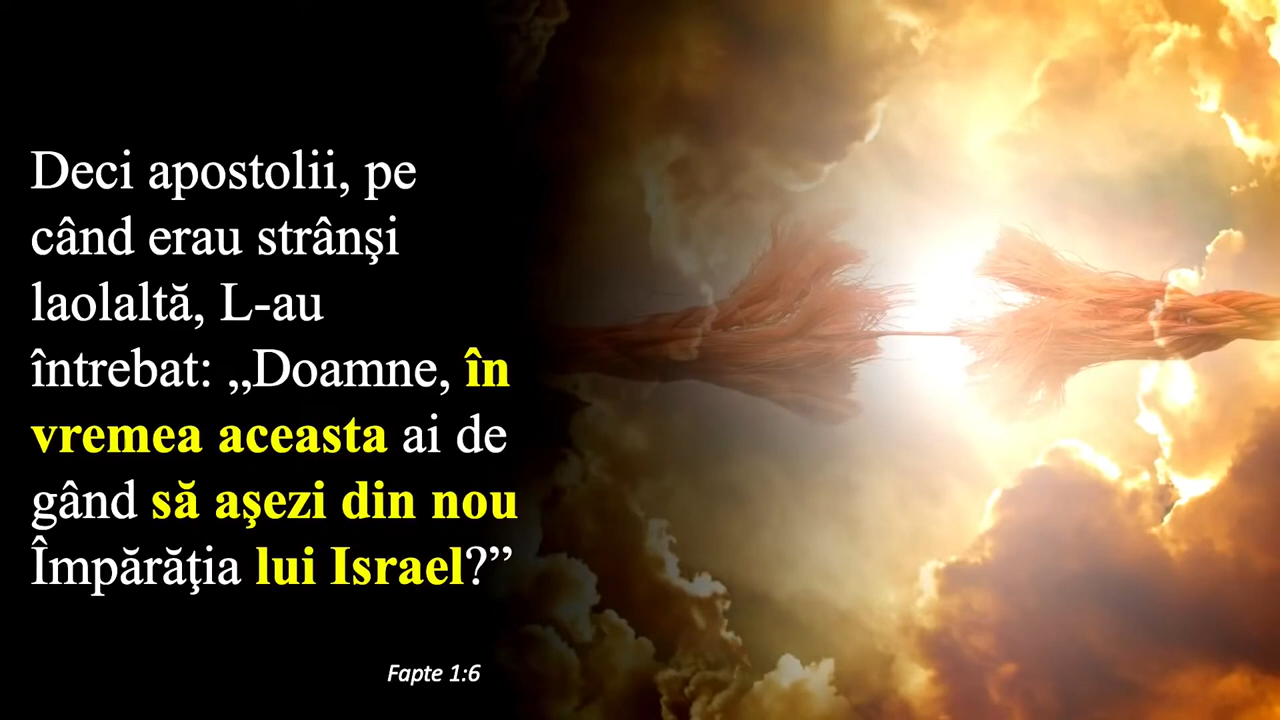 Deci apostolii, pe
când erau strânşi
laolaltă, L-au
întrebat: „Doamne, în
vremea aceasta ai de
gând să aşezi din nou
Împărăţia lui Israel?”
Fapte 1:6